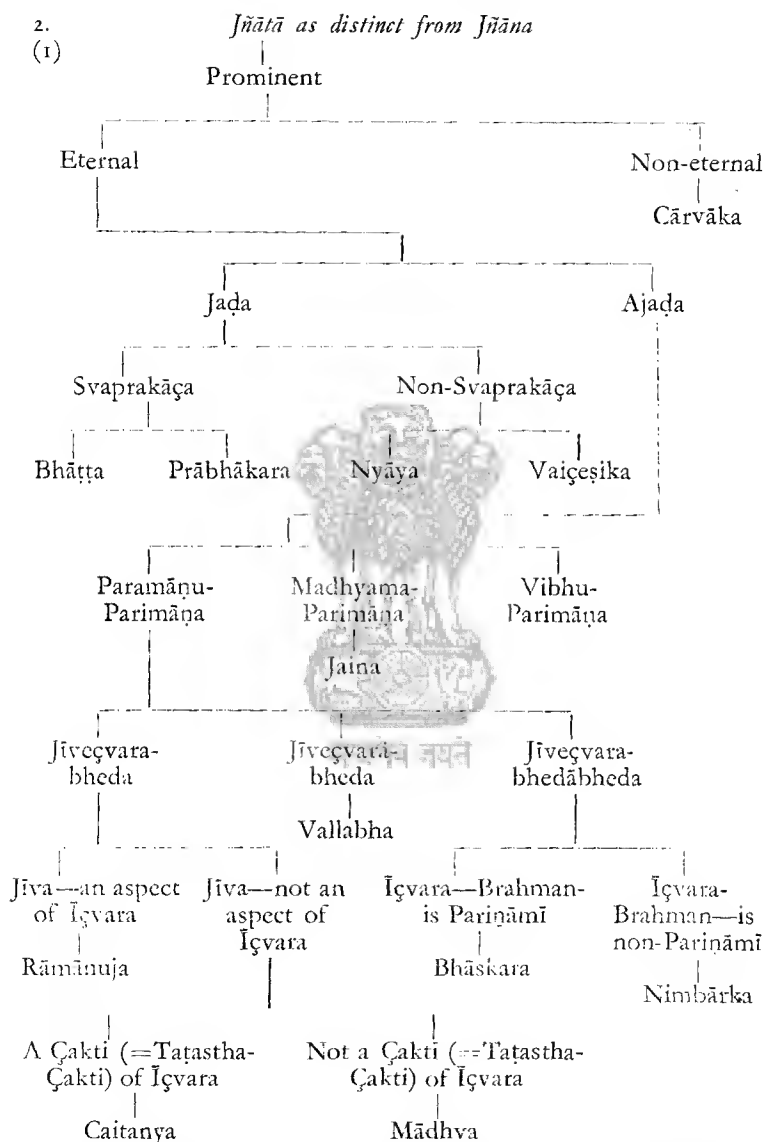 2. Jñātā as distinct from Jñāna
(1)
Prominent
Eternal Non-eternal
Cārvāka
Jaḍa Ajaḍa
Svaprakāça Non-Svaprakāça
Bhāṭṭa Prābhākara Nyāya Vaiçeṣika
Paramāṇu- Madhyama- Vibhu-
Parimāṇa Parimāṇa Parimāṇa
Jaina
Jīveçvara- Jīveçvara- Jīveçvara-
bheda bheda bhedābheda
Vallabha
Jīva—an aspect Jīva—not an Īçvara—Brahman- Īçvara-
of Īçvara aspect of is Pariṇāmī Brahman—is
Īçvara non-Pariṇāmī
Rāmānuja Bhāskara
Nimbārka
A Çakti (=Taṭastha- Not a Çakti (==Taṭastha-
Çakti) of Īçvara Çakti) of Īçvara
Caitanya Mādhva